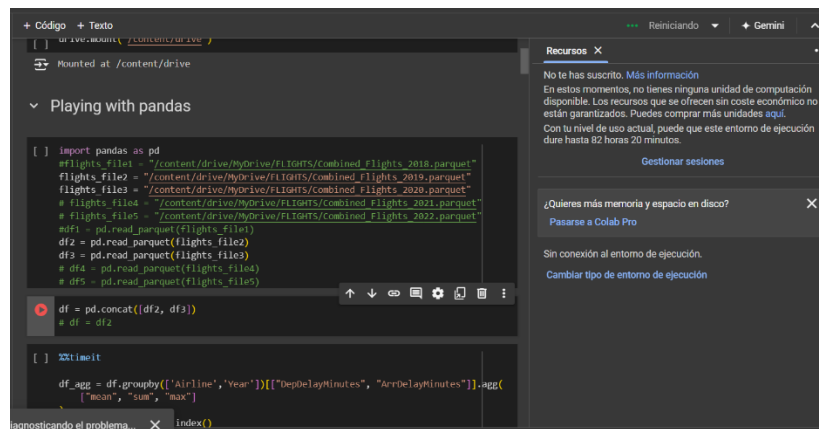 + Código + Texto
Reiniciando
Gemini
[ ] drive.mount('/content/drive')
Mounted at /content/drive
Playing with pandas
[ ] import pandas as pd
#flights_file1 = "/content/drive/MyDrive/FLIGHTS/Combined_Flights_2018.parquet"
flights_file2 = "/content/drive/MyDrive/FLIGHTS/Combined_Flights_2019.parquet"
flights_file3 = "/content/drive/MyDrive/FLIGHTS/Combined_Flights_2020.parquet"
# flights_file4 = "/content/drive/MyDrive/FLIGHTS/Combined_Flights_2021.parquet"
# flights_file5 = "/content/drive/MyDrive/FLIGHTS/Combined_Flights_2022.parquet"
#df1 = pd.read_parquet(flights_file1)
df2 = pd.read_parquet(flights_file2)
df3 = pd.read_parquet(flights_file3)
# df4 = pd.read_parquet(flights_file4)
# df5 = pd.read_parquet(flights_file5)
df = pd.concat([df2, df3])
# df = df2
[ ] %%timeit
df_agg = df.groupby(['Airline','Year'])[["DepDelayMinutes", "ArrDelayMinutes"]].agg(
["mean", "sum", "max"]
)
index()
iagnosticando el problema...
Recursos
No te has suscrito. Más información
En estos momentos, no tienes ninguna unidad de computación
disponible. Los recursos que se ofrecen sin coste económico no
están garantizados. Puedes comprar más unidades aquí.
Con tu nivel de uso actual, puede que este entorno de ejecución
dure hasta 82 horas 20 minutos.
Gestionar sesiones
¿Quieres más memoria y espacio en disco?
Pasarse a Colab Pro
Sin conexión al entorno de ejecución.
Cambiar tipo de entorno de ejecución